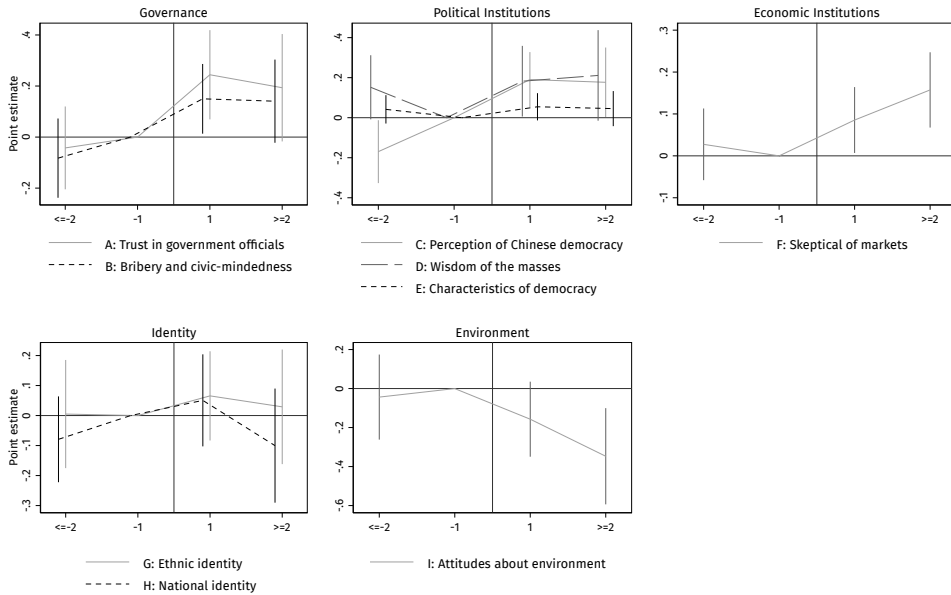 Governance
Political Institutions
Economic Institutions
Point estimate
.4
.2
0
-.2
<=-2
-1
1
>=2
.4
.2
0
-.2
-.4
<=-2
-1
1
>=2
.3
.2
.1
0
-.1
<=-2
-1
1
>=2
A: Trust in government officials
B: Bribery and civic-mindedness
C: Perception of Chinese democracy
D: Wisdom of the masses
E: Characteristics of democracy
F: Skeptical of markets
Identity
Environment
Point estimate
.2
.1
0
-.1
-.2
-.3
<=-2
-1
1
>=2
.2
0
-.2
-.4
-.6
<=-2
-1
1
>=2
G: Ethnic identity
H: National identity
I: Attitudes about environment